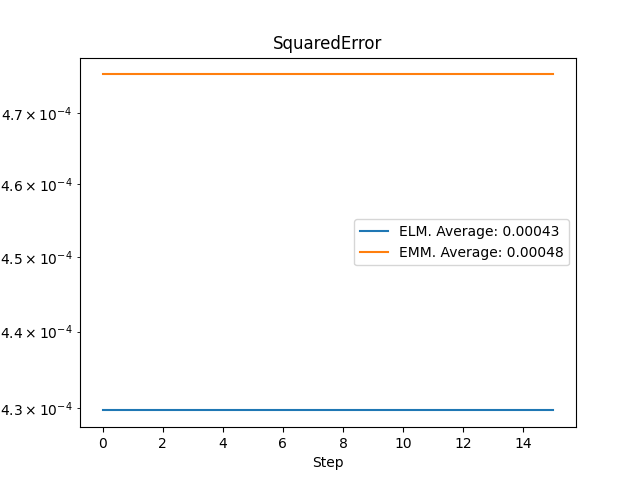 SquaredError
4.7 × 10⁻⁴
4.6 × 10⁻⁴
4.5 × 10⁻⁴
4.4 × 10⁻⁴
4.3 × 10⁻⁴
ELM. Average: 0.00043
EMM. Average: 0.00048
0 2 4 6 8 10 12 14
Step